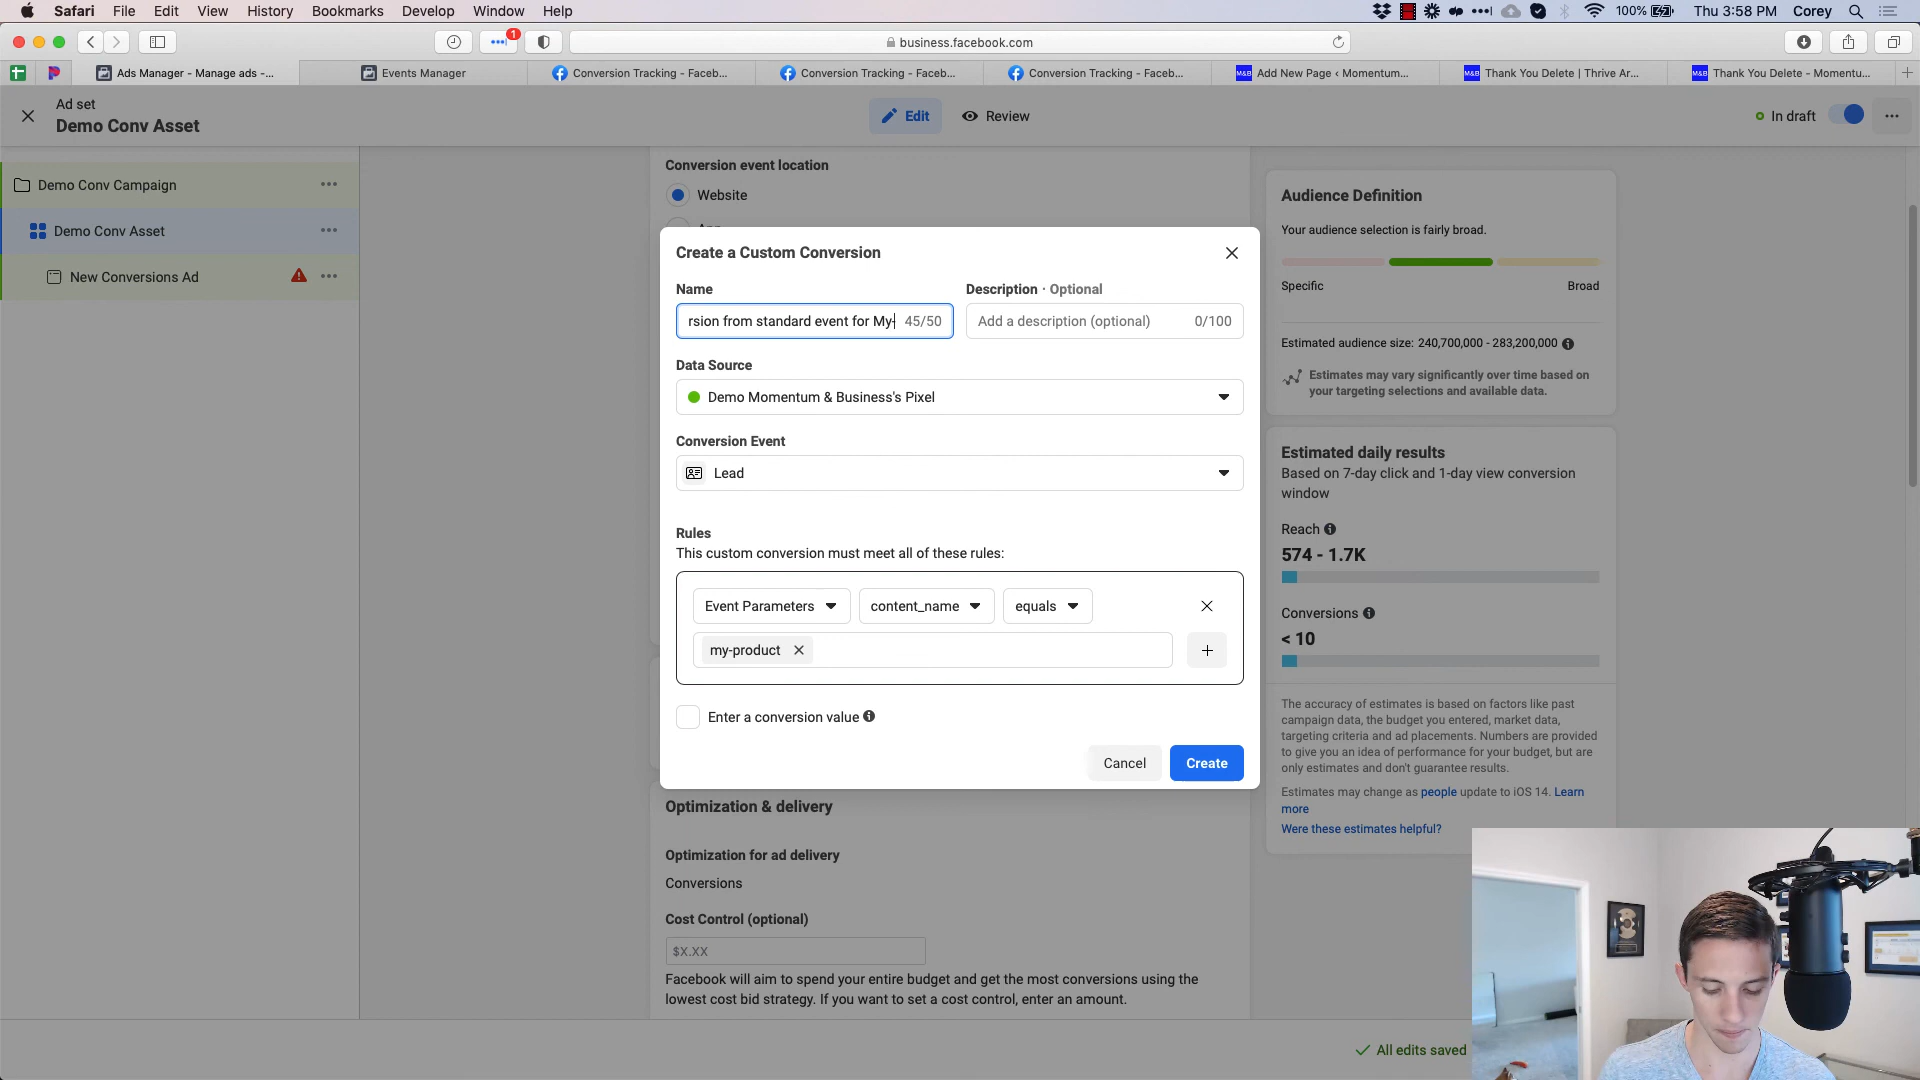 Safari File Edit View History Bookmarks Develop Window Help 100% Thu 3:58 PM Corey
1
business.facebook.com
Ads Manager - Manage ads -... Events Manager Conversion Tracking - Faceb... Conversion Tracking - Faceb... Conversion Tracking - Faceb... M&B Add New Page ‹ Momentum... M&B Thank You Delete | Thrive Ar... M&B Thank You Delete - Momentu...
Ad set
Demo Conv Asset
Edit
Review
In draft
Demo Conv Campaign
Demo Conv Asset
New Conversions Ad
Conversion event location
Website
Create a Custom Conversion
Name
Description · Optional
rsion from standard event for My- 45/50
Add a description (optional) 0/100
Data Source
Demo Momentum & Business's Pixel
Conversion Event
Lead
Rules
This custom conversion must meet all of these rules:
Event Parameters content_name equals
my-product
Enter a conversion value
Cancel Create
Optimization & delivery
Optimization for ad delivery
Conversions
Cost Control (optional)
$X.XX
Facebook will aim to spend your entire budget and get the most conversions using the
lowest cost bid strategy. If you want to set a cost control, enter an amount.
Audience Definition
Your audience selection is fairly broad.
Specific Broad
Estimated audience size: 240,700,000 - 283,200,000
Estimates may vary significantly over time based on
your targeting selections and available data.
Estimated daily results
Based on 7-day click and 1-day view conversion
window
Reach
574 - 1.7K
Conversions
< 10
The accuracy of estimates is based on factors like past
campaign data, the budget you entered, market data,
targeting criteria and ad placements. Numbers are provided
to give you an idea of performance for your budget, but are
only estimates and don't guarantee results.
Estimates may change as people update to iOS 14. Learn
more
Were these estimates helpful?
All edits saved